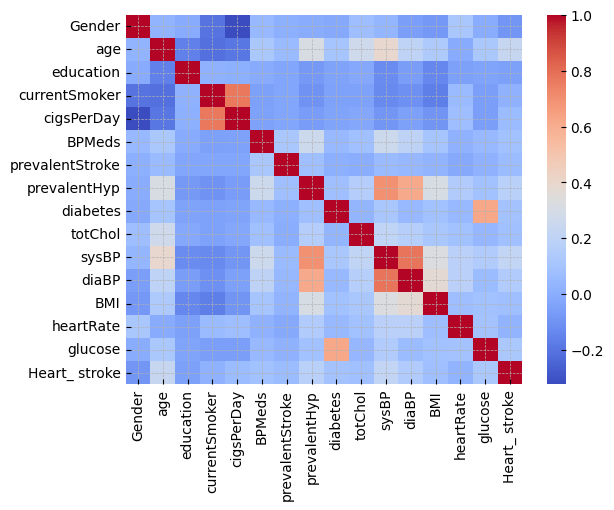 Gender
age
education
currentSmoker
cigsPerDay
BPMeds
prevalentStroke
prevalentHyp
diabetes
totChol
sysBP
diaBP
BMI
heartRate
glucose
Heart_ stroke
Gender
age
education
currentSmoker
cigsPerDay
BPMeds
prevalentStroke
prevalentHyp
diabetes
totChol
sysBP
diaBP
BMI
heartRate
glucose
Heart_ stroke
1.0
0.8
0.6
0.4
0.2
0.0
−0.2